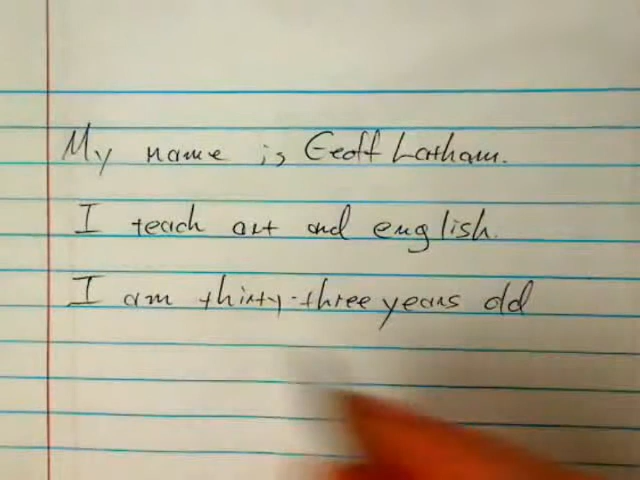 My name is Geoff Latham.
I teach art and english.
I am thirty-three years old